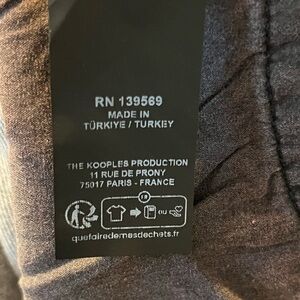 RN 139569
MADE IN
TÜRKIYE / TURKEY
THE KOOPLES PRODUCTION
11 RUE DE PRONY
75017 PARIS - FRANCE
FR
OU
quefairedemesdechets.fr